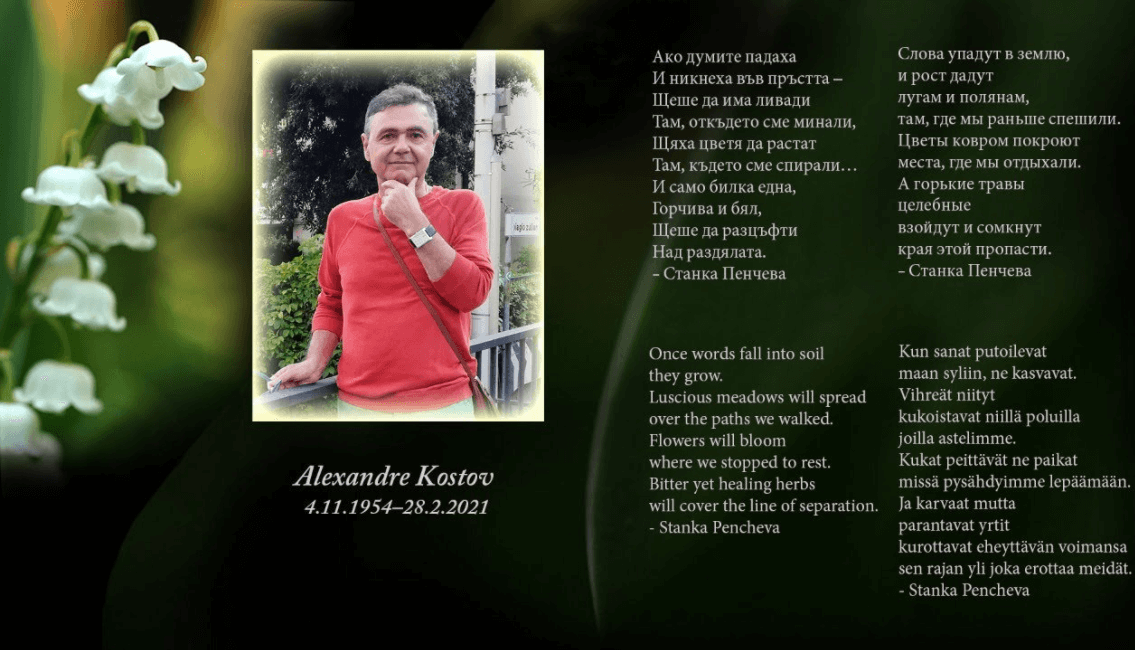 Ако думите падаха
И никнеха във пръстта –
Щеше да има ливади
Там, откъдето сме минали,
Щяха цветя да растат
Там, където сме спирали…
И само билка една,
Горчива и бял,
Щеше да разцъфти
Над раздялата.
– Станка Пенчева
Слова упадут в землю,
и рост дадут
лугам и полянам,
там, где мы раньше спешили.
Цветы ковром покроют
места, где мы отдыхали.
А горькие травы
целебные
взойдут и сомкнут
края этой пропасти.
– Станка Пенчева
Alexandre Kostov
4.11.1954–28.2.2021
Once words fall into soil
they grow.
Luscious meadows will spread
over the paths we walked.
Flowers will bloom
where we stopped to rest.
Bitter yet healing herbs
will cover the line of separation.
- Stanka Pencheva
Kun sanat putoilevat
maan syliin, ne kasvavat.
Vihreät niityt
kukoistavat niillä poluilla
joilla astelimme.
Kukat peittävät ne paikat
missä pysähdyimme lepäämään.
Ja karvaat mutta
parantavat yrtit
kurottavat eheyttävän voimansa
sen rajan yli joka erottaa meidät.
- Stanka Pencheva